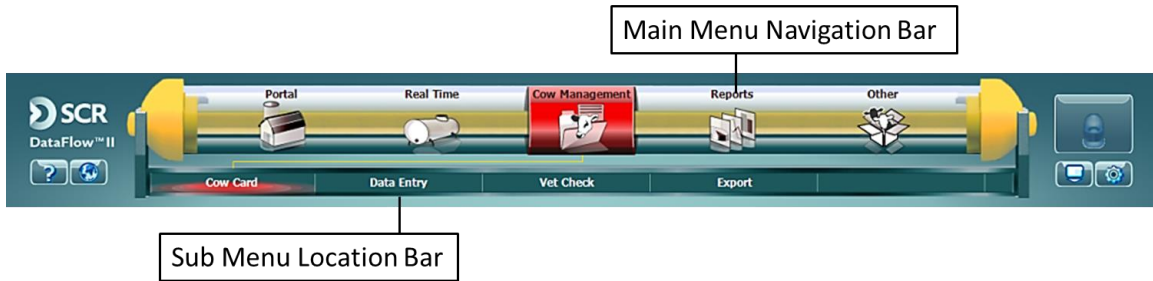 Main Menu Navigation Bar
Portal
Real Time
Cow Management
Reports
Other
SCR
DataFlow™II
?
Cow Card
Data Entry
Vet Check
Export
Sub Menu Location Bar